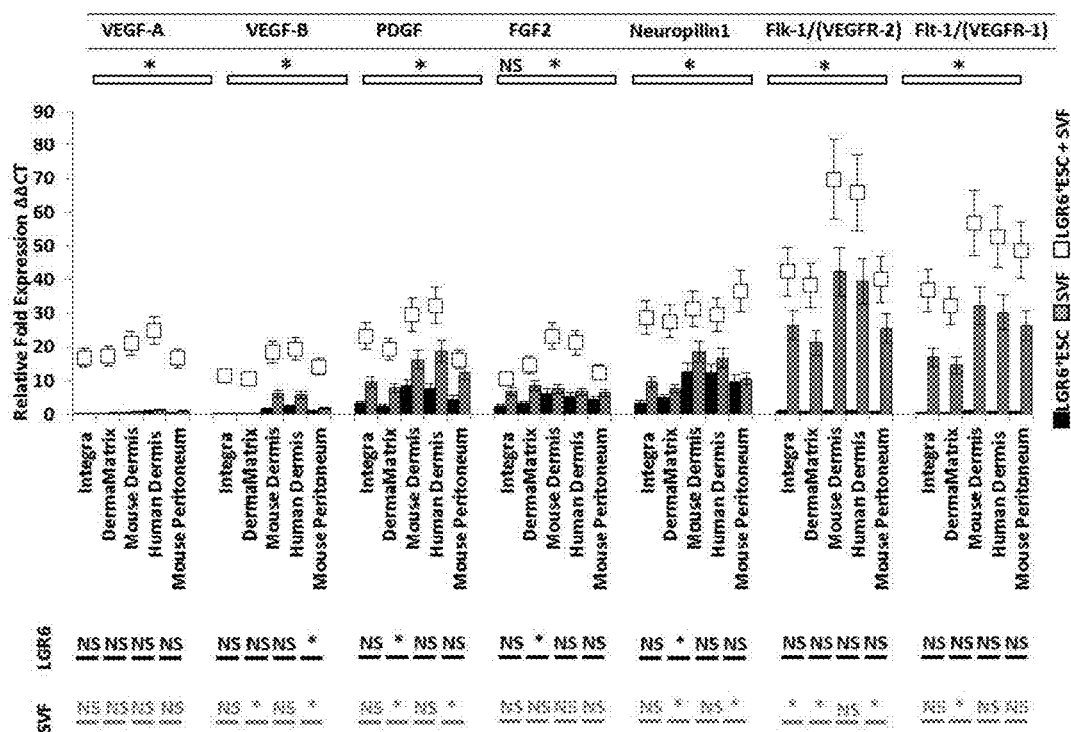 VEGF-A VEGF-B PDGF FGF2 Neuropilin1 Flk-1/(VEGFR-2) Flt-1/(VEGFR-1)
* * * NS * * * *
Relative Fold Expression ΔΔCT
90
80
70
60
50
40
30
20
10
0
Integra DermaMatrix Mouse Dermis Human Dermis Mouse Peritoneum
Integra DermaMatrix Mouse Dermis Human Dermis Mouse Peritoneum
Integra DermaMatrix Mouse Dermis Human Dermis Mouse Peritoneum
Integra DermaMatrix Mouse Dermis Human Dermis Mouse Peritoneum
Integra DermaMatrix Mouse Dermis Human Dermis Mouse Peritoneum
Integra DermaMatrix Mouse Dermis Human Dermis Mouse Peritoneum
Integra DermaMatrix Mouse Dermis Human Dermis Mouse Peritoneum
LGR6⁺ESC SVF LGR6⁺ESC + SVF
LGR6 NS NS NS NS NS NS NS * NS * NS NS NS * NS NS NS * NS NS NS NS NS NS NS NS NS NS
SVF NS NS NS NS NS * NS * NS * NS * NS NS NS NS NS * NS * * * NS * NS * NS NS